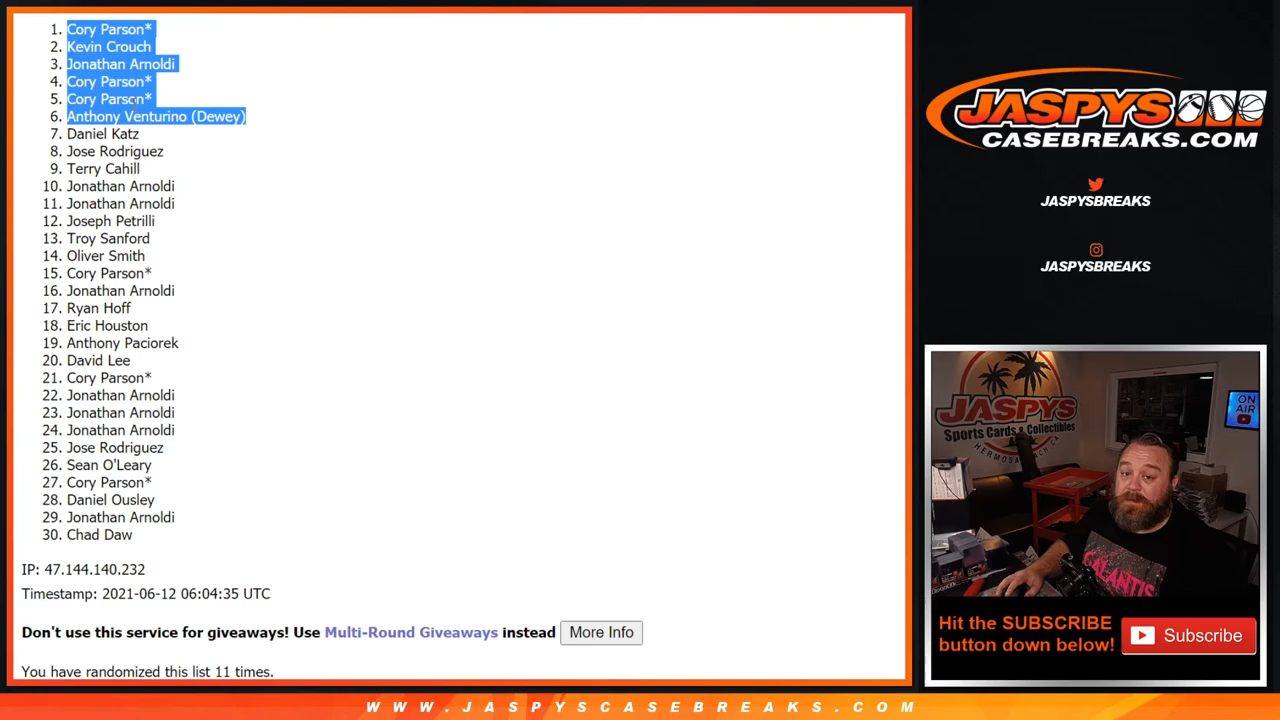 1. Cory Parson*
2. Kevin Crouch
3. Jonathan Arnoldi
4. Cory Parson*
5. Cory Parson*
6. Anthony Venturino (Dewey)
7. Daniel Katz
8. Jose Rodriguez
9. Terry Cahill
10. Jonathan Arnoldi
11. Jonathan Arnoldi
12. Joseph Petrilli
13. Troy Sanford
14. Oliver Smith
15. Cory Parson*
16. Jonathan Arnoldi
17. Ryan Hoff
18. Eric Houston
19. Anthony Paciorek
20. David Lee
21. Cory Parson*
22. Jonathan Arnoldi
23. Jonathan Arnoldi
24. Jonathan Arnoldi
25. Jose Rodriguez
26. Sean O'Leary
27. Cory Parson*
28. Daniel Ousley
29. Jonathan Arnoldi
30. Chad Daw
IP: 47.144.140.232
Timestamp: 2021-06-12 06:04:35 UTC
Don't use this service for giveaways! Use Multi-Round Giveaways instead More Info
You have randomized this list 11 times.
JASPYS
CASEBREAKS.COM
JASPYSBREAKS
JASPYSBREAKS
JASPYS
Sports Cards & Collectibles
HERMOSA BEACH, CA
ON
AIR
GALANTIS
Hit the SUBSCRIBE
button down below!
Subscribe
WWW.JASPYSCASEBREAKS.COM